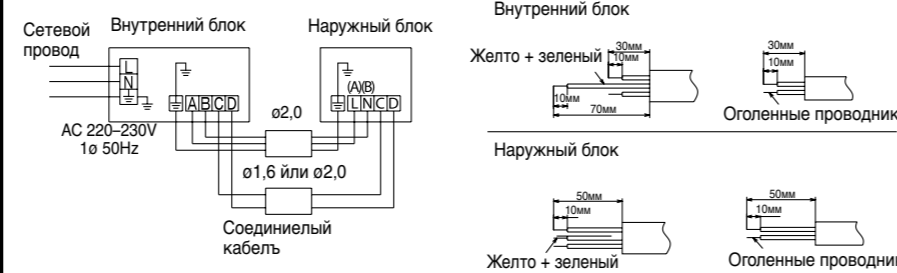 Сетевой
провод
Внутренний блок
Наружный блок
L
N
A B C D
(A)(B)
L N C D
AC 220–230V
1ø 50Hz
ø2,0
ø1,6 йли ø2,0
Соединиелый
кабелъ
Внутренний блок
Желто + зеленый
30мм
10мм
10мм
70мм
30мм
10мм
Оголенные проводник
Наружный блок
50мм
10мм
Желто + зеленый
50мм
10мм
Оголенные проводник